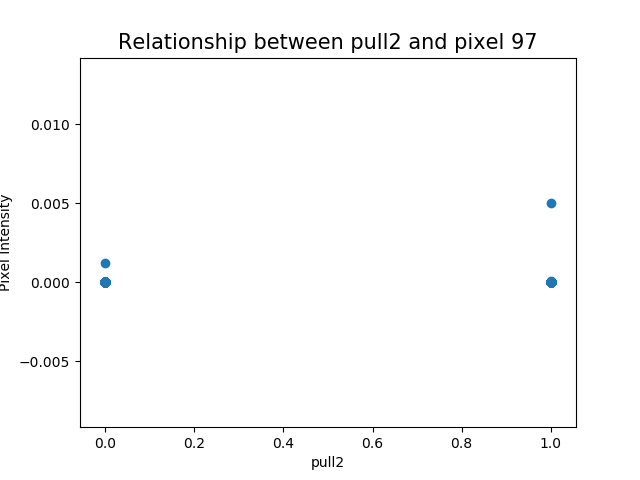 Relationship between pull2 and pixel 97
0.010
0.005
0.000
−0.005
Pixel Intensity
0.0 0.2 0.4 0.6 0.8 1.0
pull2